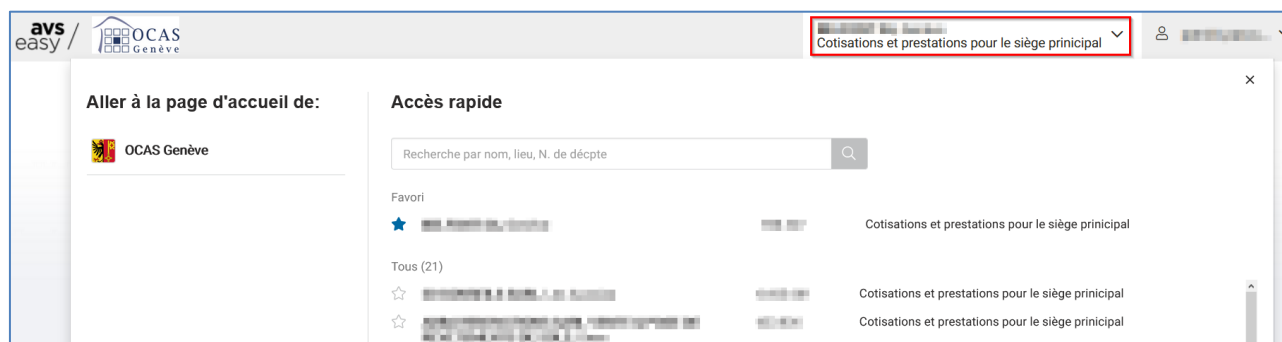 avs
easy /
OCAS
Genève
Cotisations et prestations pour le siège prinicipal
Aller à la page d'accueil de:
Accès rapide
OCAS Genève
Recherche par nom, lieu, N. de décpte
Favori
Cotisations et prestations pour le siège prinicipal
Tous (21)
Cotisations et prestations pour le siège prinicipal
Cotisations et prestations pour le siège prinicipal